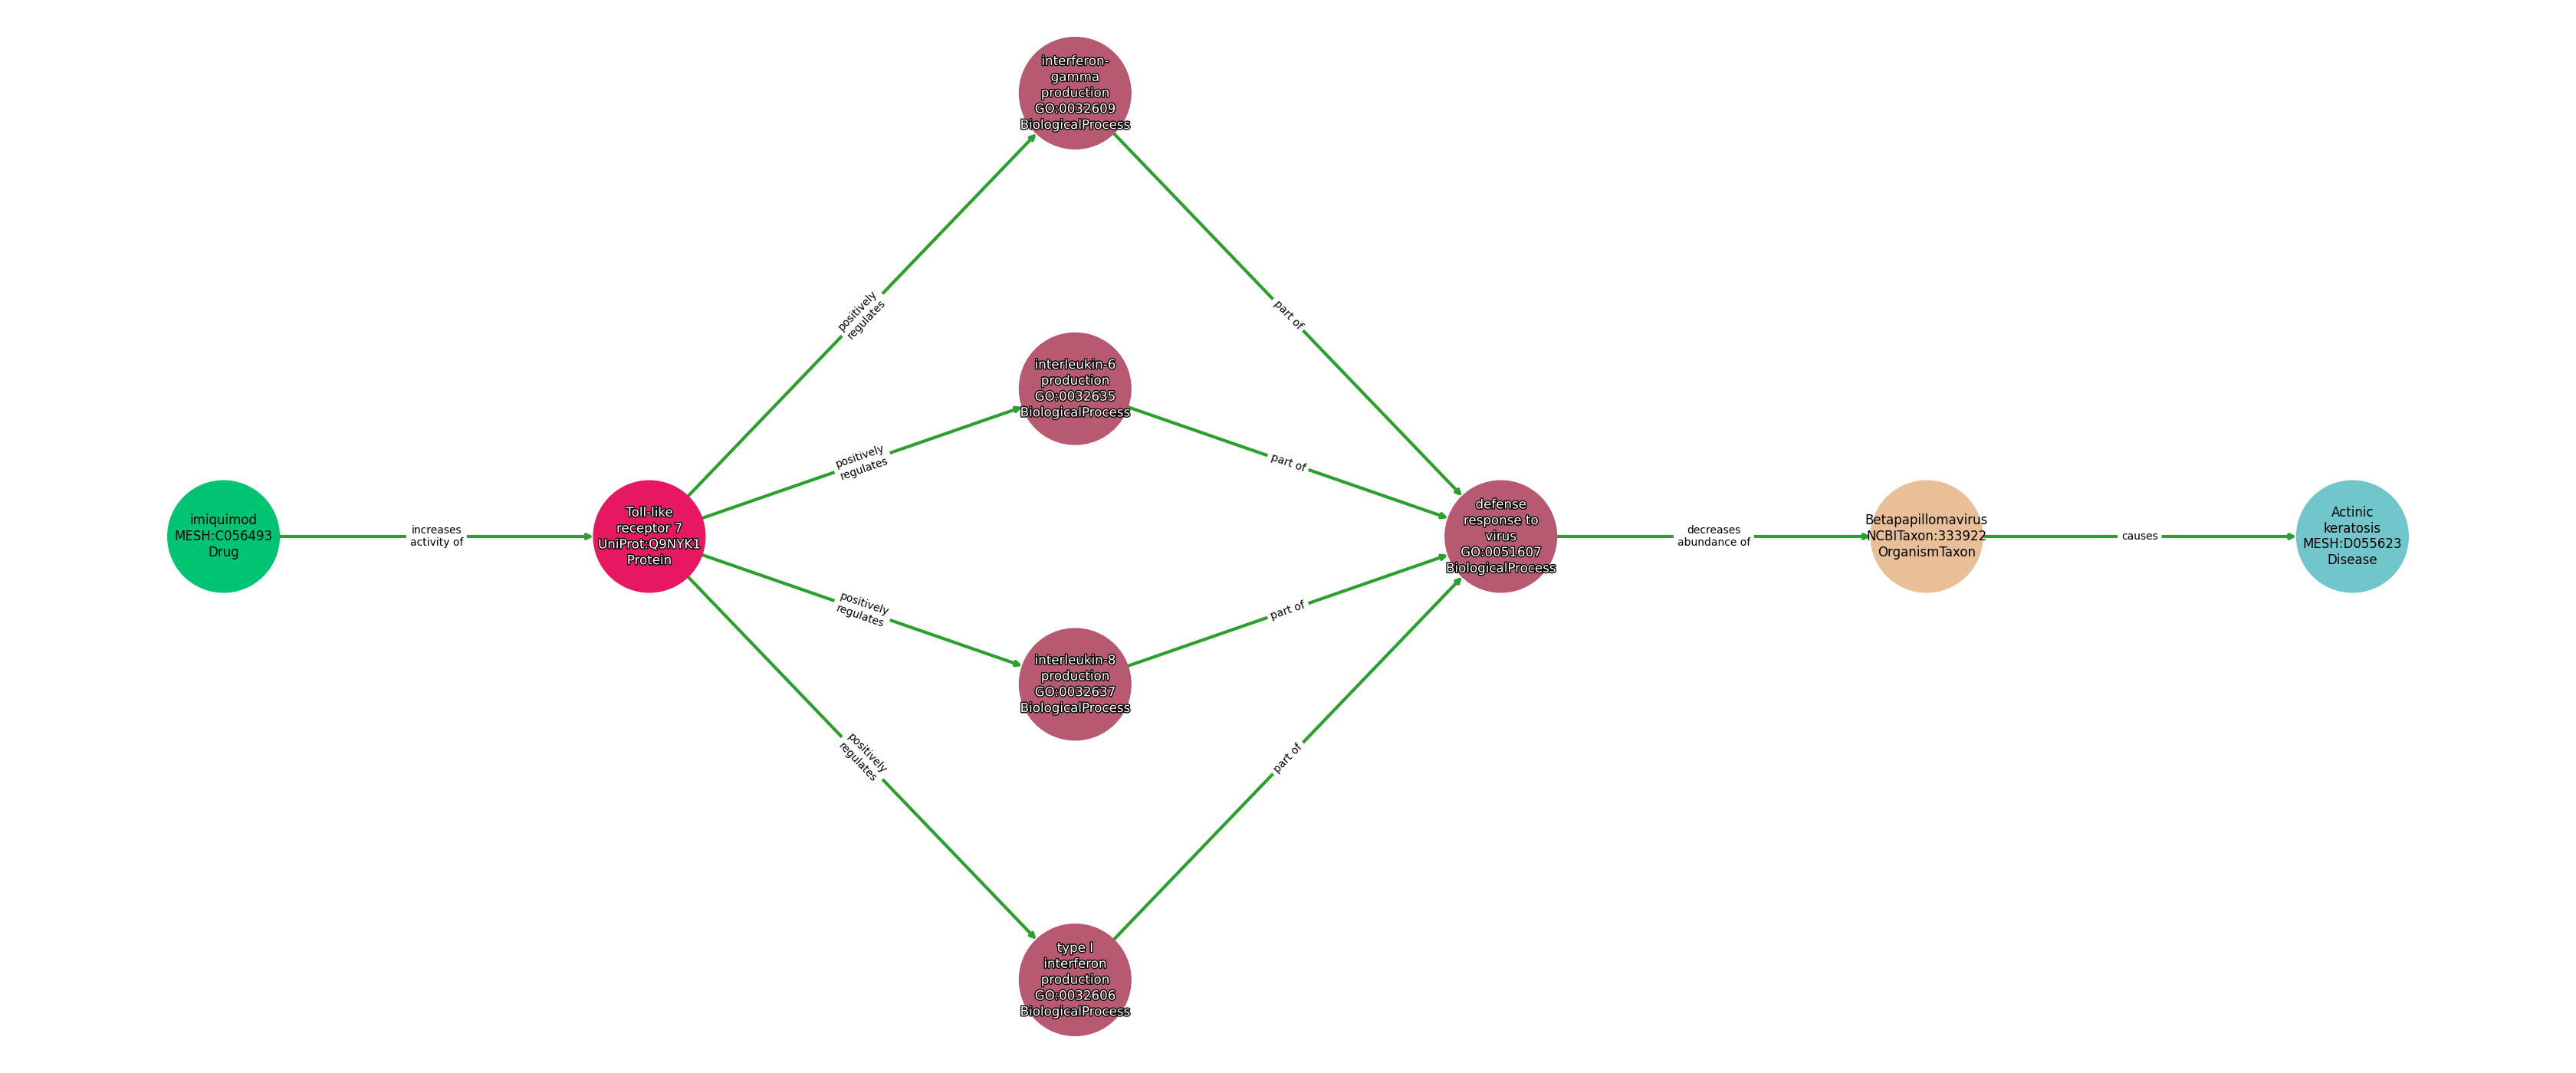 imiquimod
MESH:C056493
Drug
increases
activity of
Toll-like
receptor 7
UniProt:Q9NYK1
Protein
positively
regulates
positively
regulates
positively
regulates
positively
regulates
interferon-
gamma
production
GO:0032609
BiologicalProcess
interleukin-6
production
GO:0032635
BiologicalProcess
interleukin-8
production
GO:0032637
BiologicalProcess
type I
interferon
production
GO:0032606
BiologicalProcess
part of
part of
part of
part of
defense
response to
virus
GO:0051607
BiologicalProcess
decreases
abundance of
Betapapillomavirus
NCBITaxon:333922
OrganismTaxon
causes
Actinic
keratosis
MESH:D055623
Disease